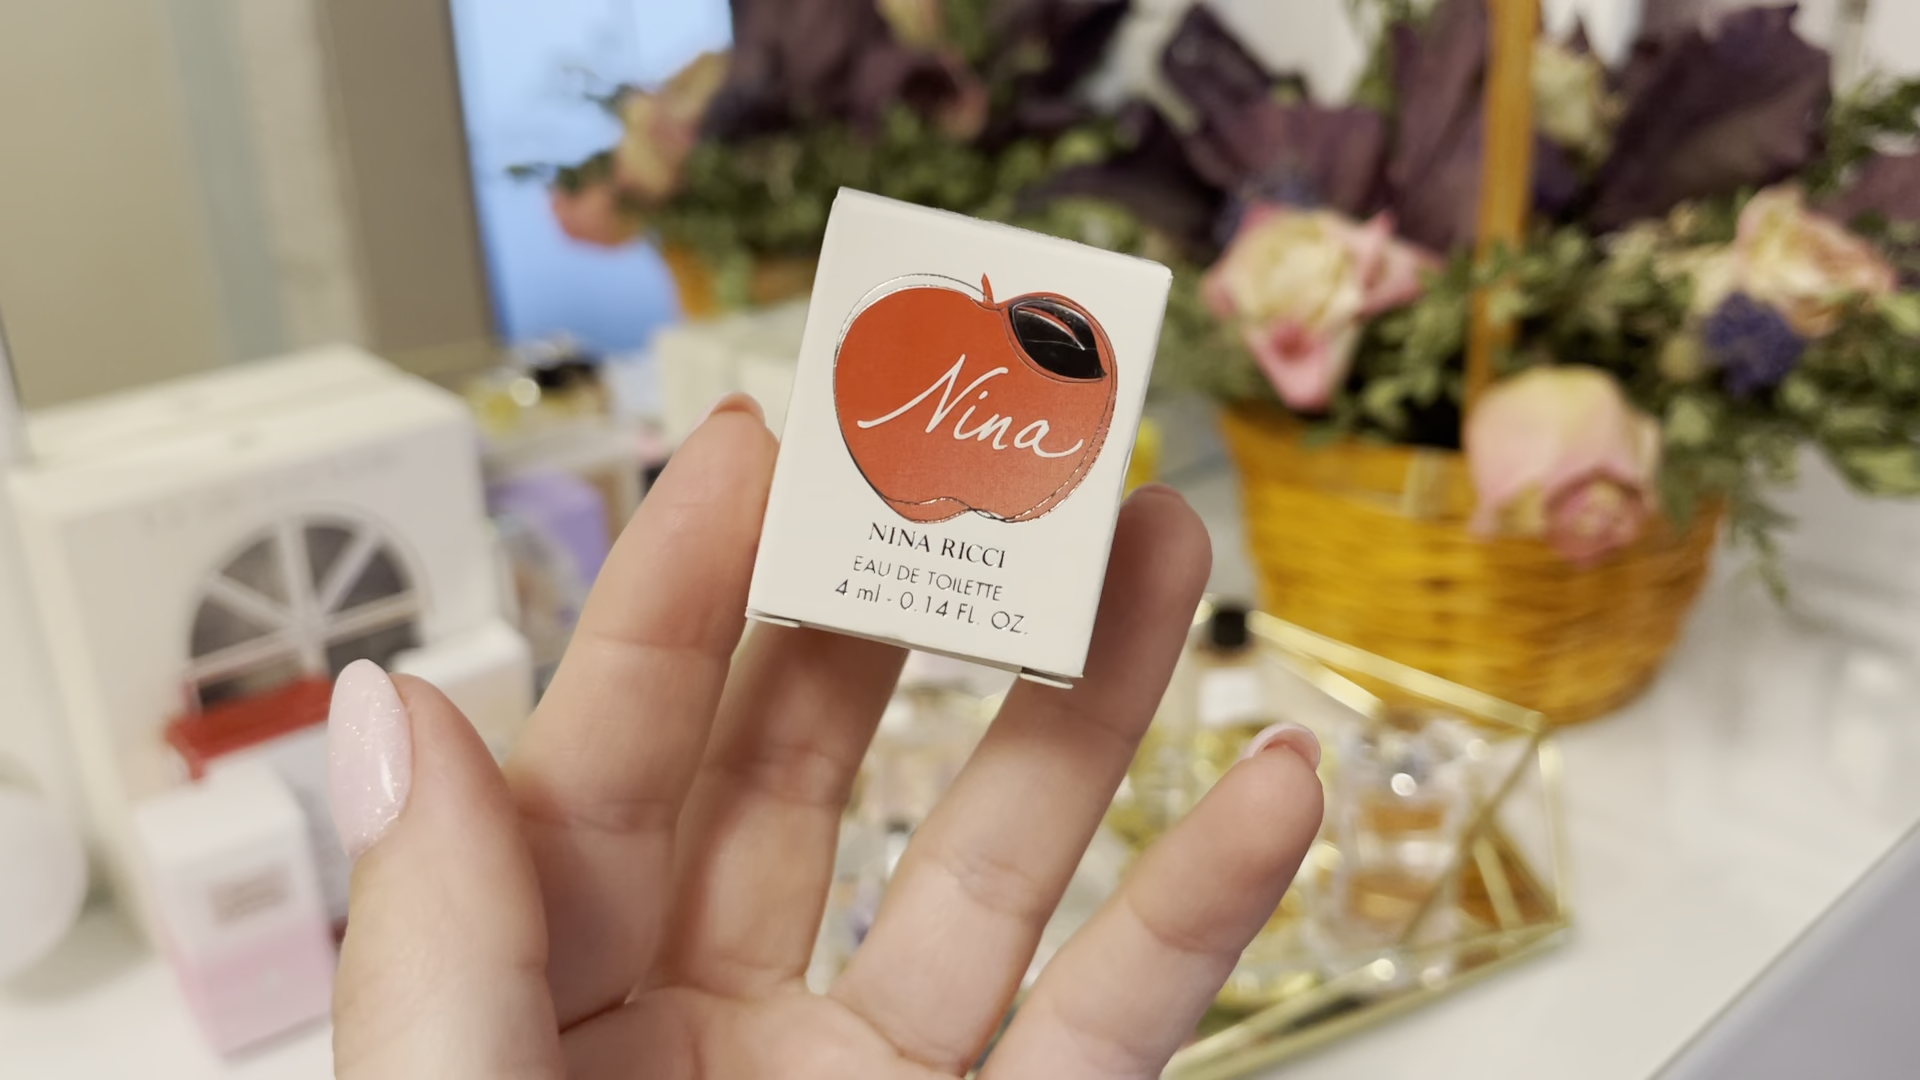 Nina
NINA RICCI
EAU DE TOILETTE
4 ml - 0.14 FL. OZ.